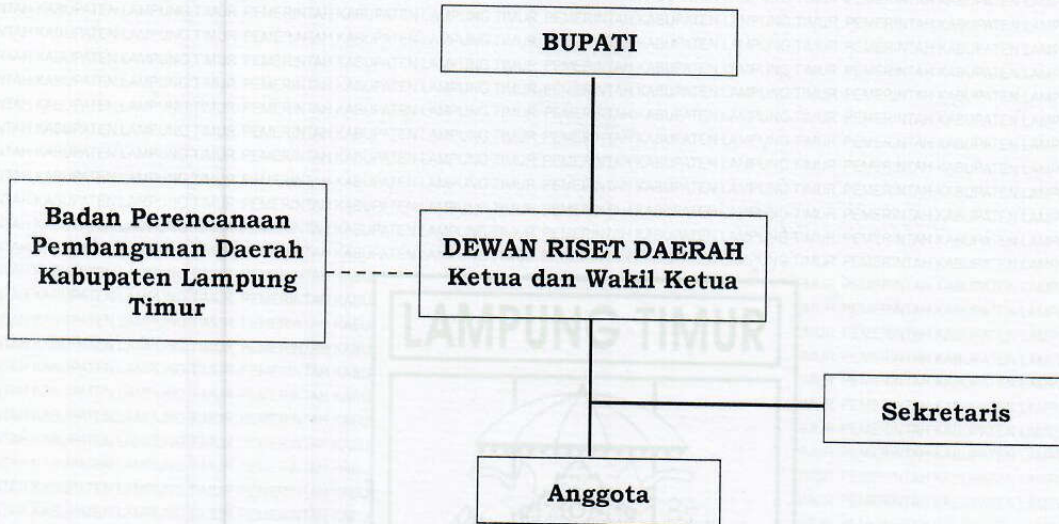 BUPATI
Badan Perencanaan
Pembangunan Daerah
Kabupaten Lampung
Timur
DEWAN RISET DAERAH
Ketua dan Wakil Ketua
LAMPUNG TIMUR
Sekretaris
Anggota